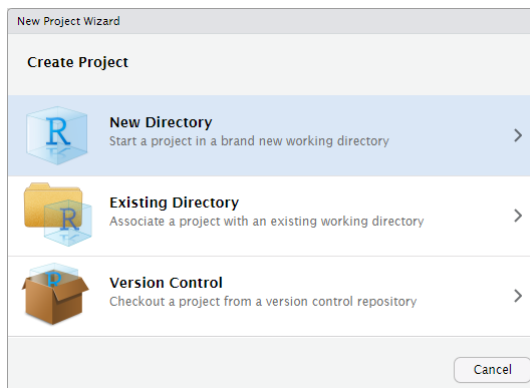 New Project Wizard
Create Project
R
New Directory
Start a project in a brand new working directory
R
Existing Directory
Associate a project with an existing working directory
R
Version Control
Checkout a project from a version control repository
Cancel